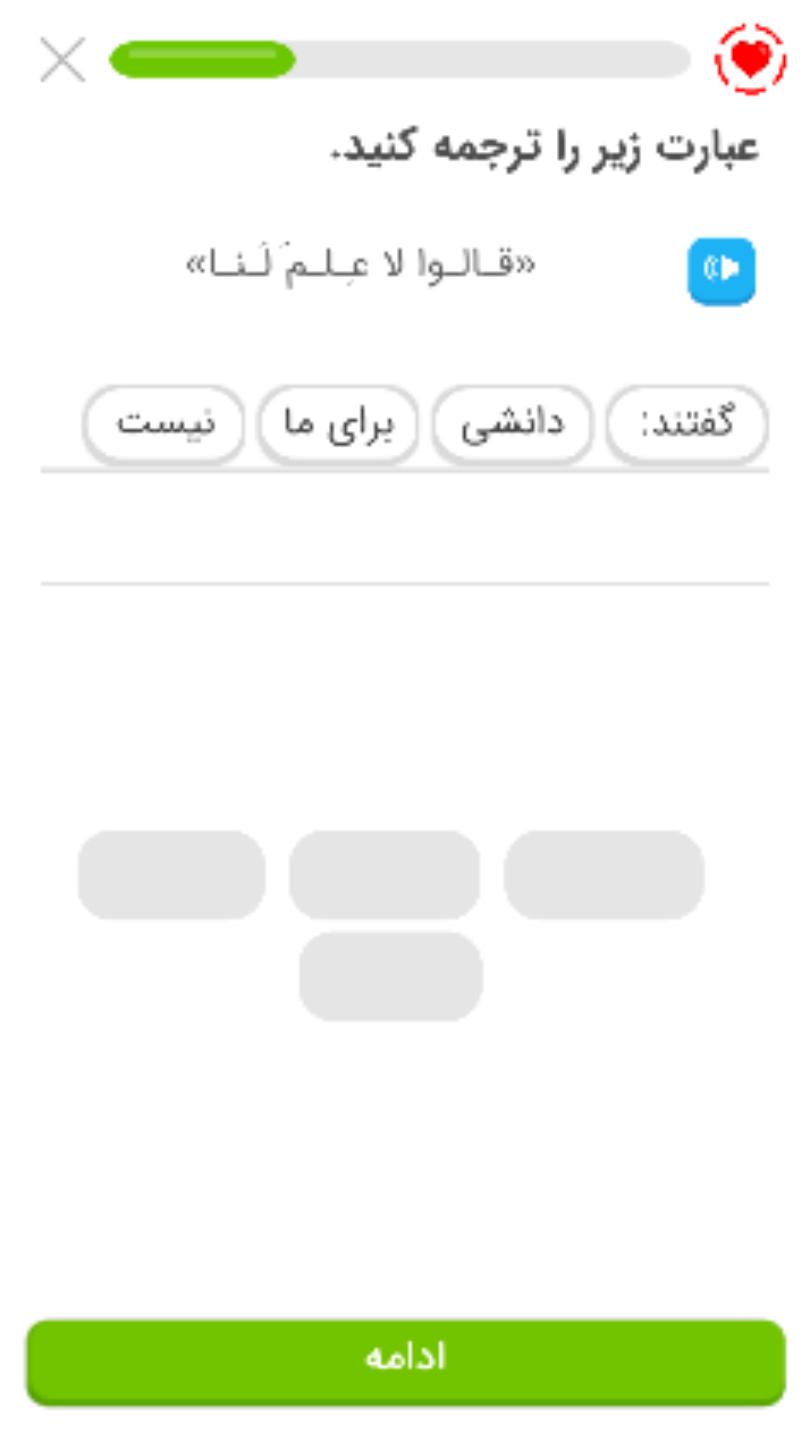 عبارت زیر را ترجمه کنید.
«قـالـوا لا عِـلـمَ لَـنـا»
گفتند: دانشی برای ما نیست
ادامه